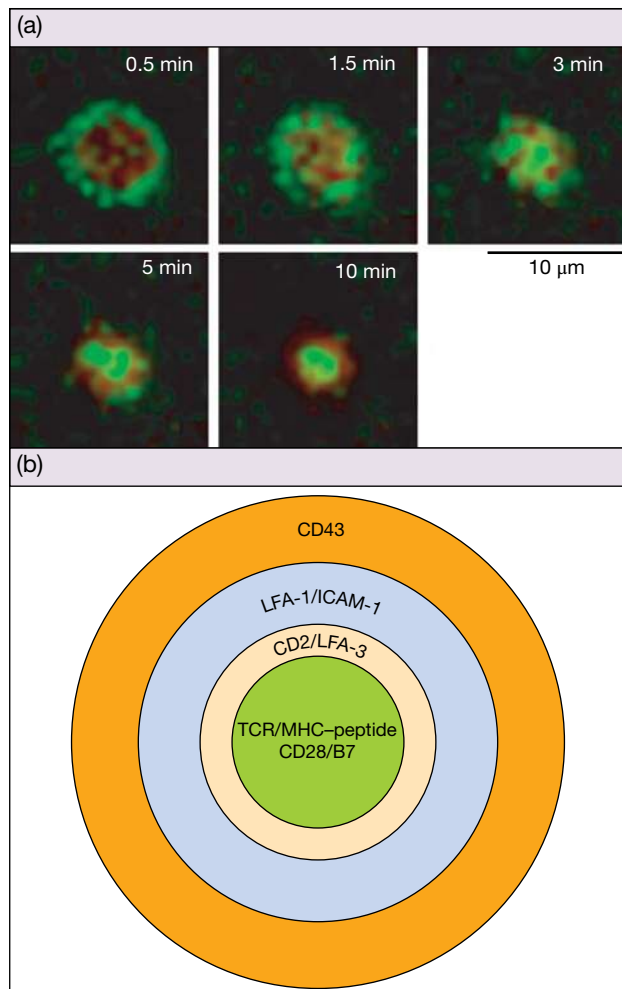 (a)
0.5 min
1.5 min
3 min
5 min
10 min
10 μm
(b)
CD43
LFA-1/ICAM-1
CD2/LFA-3
TCR/MHC–peptide
CD28/B7